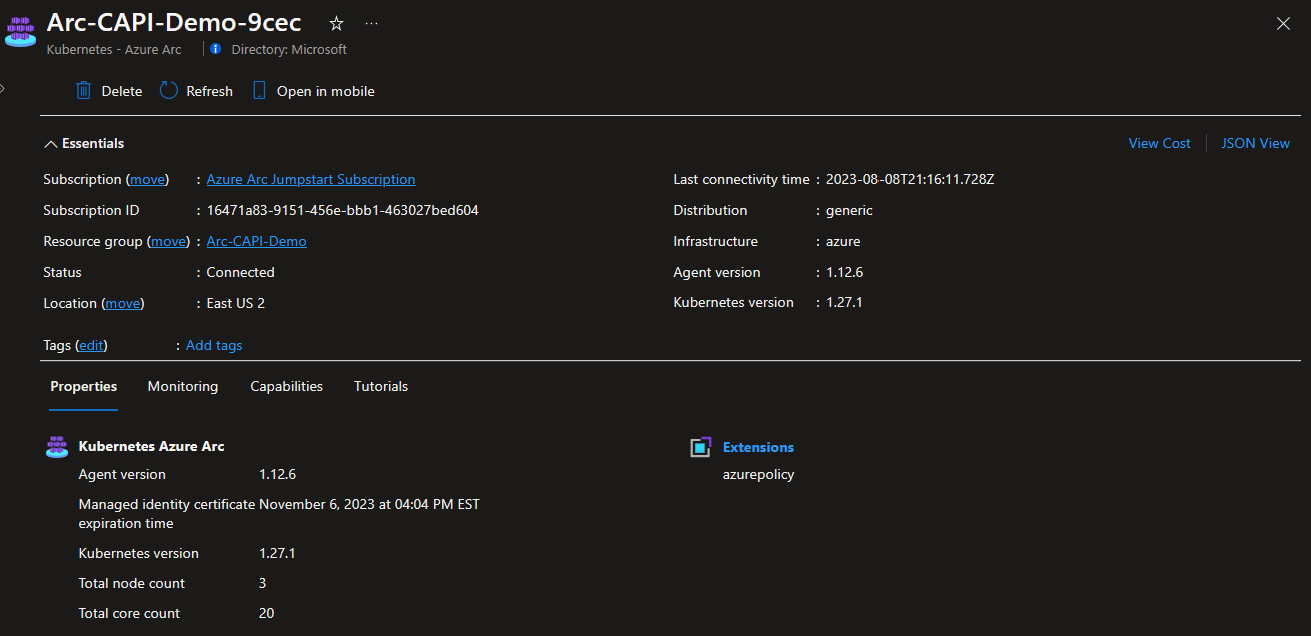 Arc-CAPI-Demo-9cec
Kubernetes - Azure Arc Directory: Microsoft
Delete Refresh Open in mobile
Essentials View Cost JSON View
Subscription (move) : Azure Arc Jumpstart Subscription
Subscription ID : 16471a83-9151-456e-bbb1-463027bed604
Resource group (move) : Arc-CAPI-Demo
Status : Connected
Location (move) : East US 2
Last connectivity time : 2023-08-08T21:16:11.728Z
Distribution : generic
Infrastructure : azure
Agent version : 1.12.6
Kubernetes version : 1.27.1
Tags (edit) : Add tags
Properties Monitoring Capabilities Tutorials
Kubernetes Azure Arc
Agent version 1.12.6
Managed identity certificate November 6, 2023 at 04:04 PM EST
expiration time
Kubernetes version 1.27.1
Total node count 3
Total core count 20
Extensions
azurepolicy